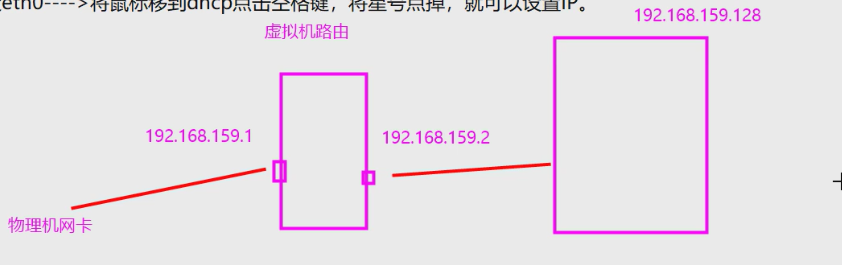 eth0---->将鼠标移到dhcp点击空格键，将星号点掉，就可以设置IP。
192.168.159.128
虚拟机路由
192.168.159.1
192.168.159.2
物理机网卡